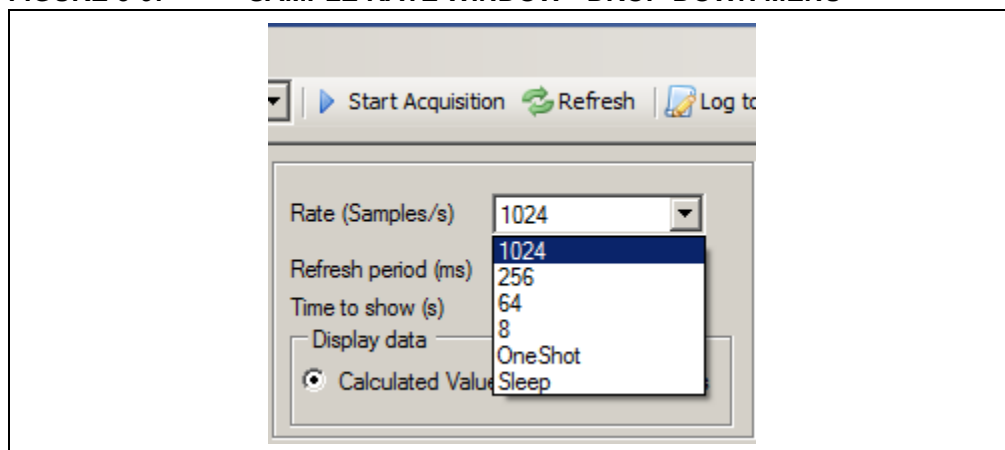 Start Acquisition Refresh Log to
Rate (Samples/s) 1024
1024
Refresh period (ms)
256
Time to show (s)
64
Display data
8
OneShot
Calculated Value
Sleep